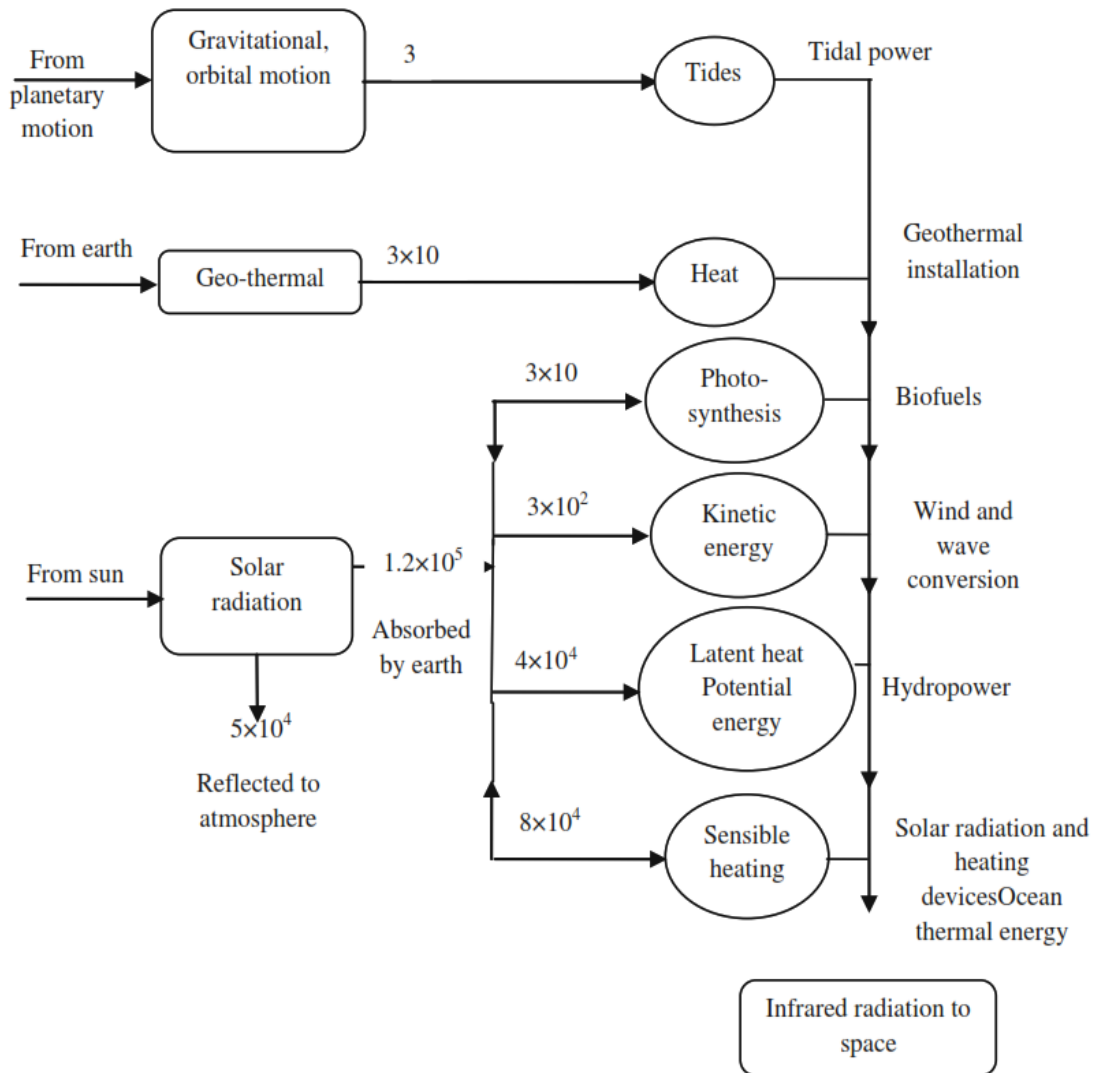 Gravitational,
orbital motion
From
planetary
motion
3
Tides
Tidal power
From earth
Geo-thermal
3×10
Heat
Geothermal
installation
3×10
Photo-
synthesis
Biofuels
3×10²
Kinetic
energy
Wind and
wave
conversion
From sun
Solar
radiation
1.2×10⁵
Absorbed
by earth
4×10⁴
Latent heat
Potential
energy
Hydropower
5×10⁴
Reflected to
atmosphere
8×10⁴
Sensible
heating
Solar radiation and
heating
devicesOcean
thermal energy
Infrared radiation to
space